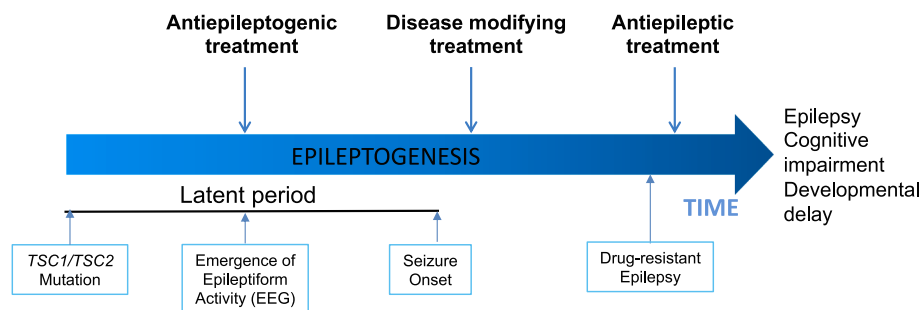 Antiepileptogenic
treatment
Disease modifying
treatment
Antiepileptic
treatment
EPILEPTOGENESIS
Epilepsy
Cognitive
impairment
Developmental
delay
Latent period
TIME
TSC1/TSC2
Mutation
Emergence of
Epileptiform
Activity (EEG)
Seizure
Onset
Drug-resistant
Epilepsy